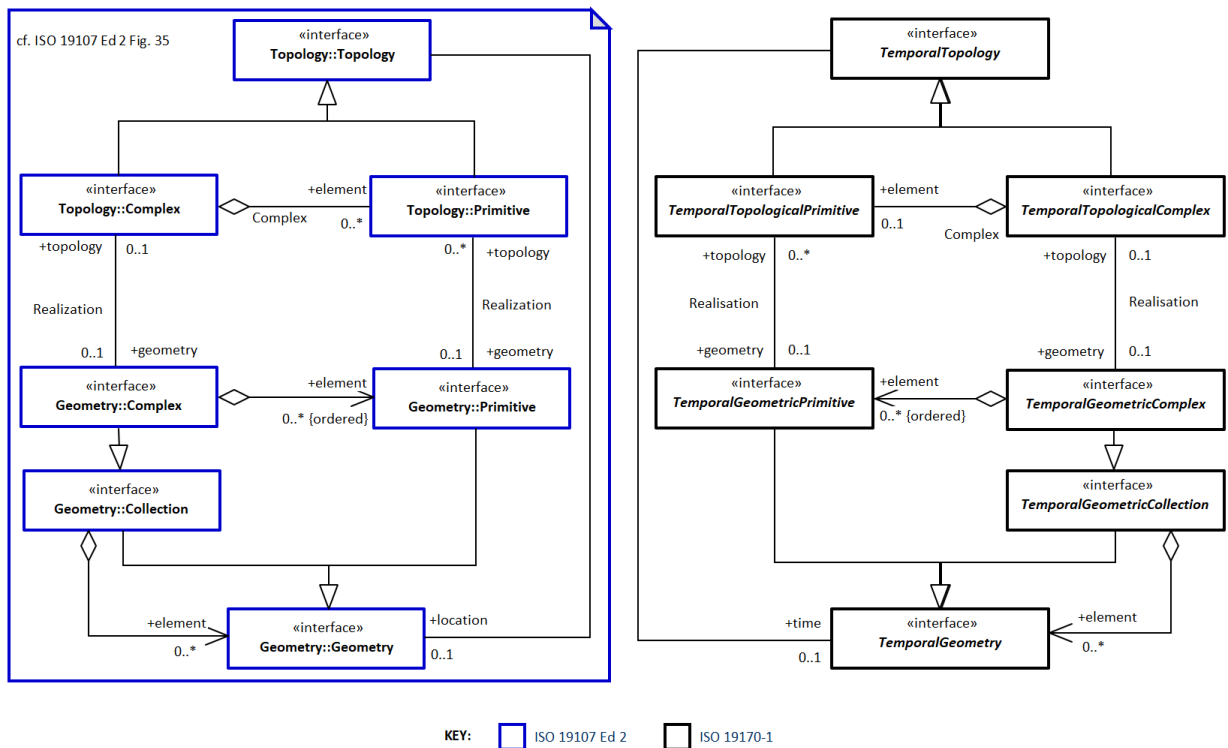 cf. ISO 19107 Ed 2 Fig. 35
«interface»
Topology::Topology
«interface»
Topology::Complex
+element
Complex
0..*
«interface»
Topology::Primitive
+topology
0..1
0..*
+topology
Realization
Realization
0..1
+geometry
0..1
+geometry
«interface»
Geometry::Complex
+element
0..* {ordered}
«interface»
Geometry::Primitive
«interface»
Geometry::Collection
+element
0..*
«interface»
Geometry::Geometry
+location
0..1
«interface»
TemporalTopology
«interface»
TemporalTopologicalPrimitive
+element
0..1
Complex
«interface»
TemporalTopologicalComplex
+topology
0..*
+topology
0..1
Realisation
Realisation
+geometry
0..1
+geometry
0..1
«interface»
TemporalGeometricPrimitive
+element
0..* {ordered}
«interface»
TemporalGeometricComplex
«interface»
TemporalGeometricCollection
+time
0..1
«interface»
TemporalGeometry
+element
0..*
KEY:
ISO 19107 Ed 2
ISO 19170-1